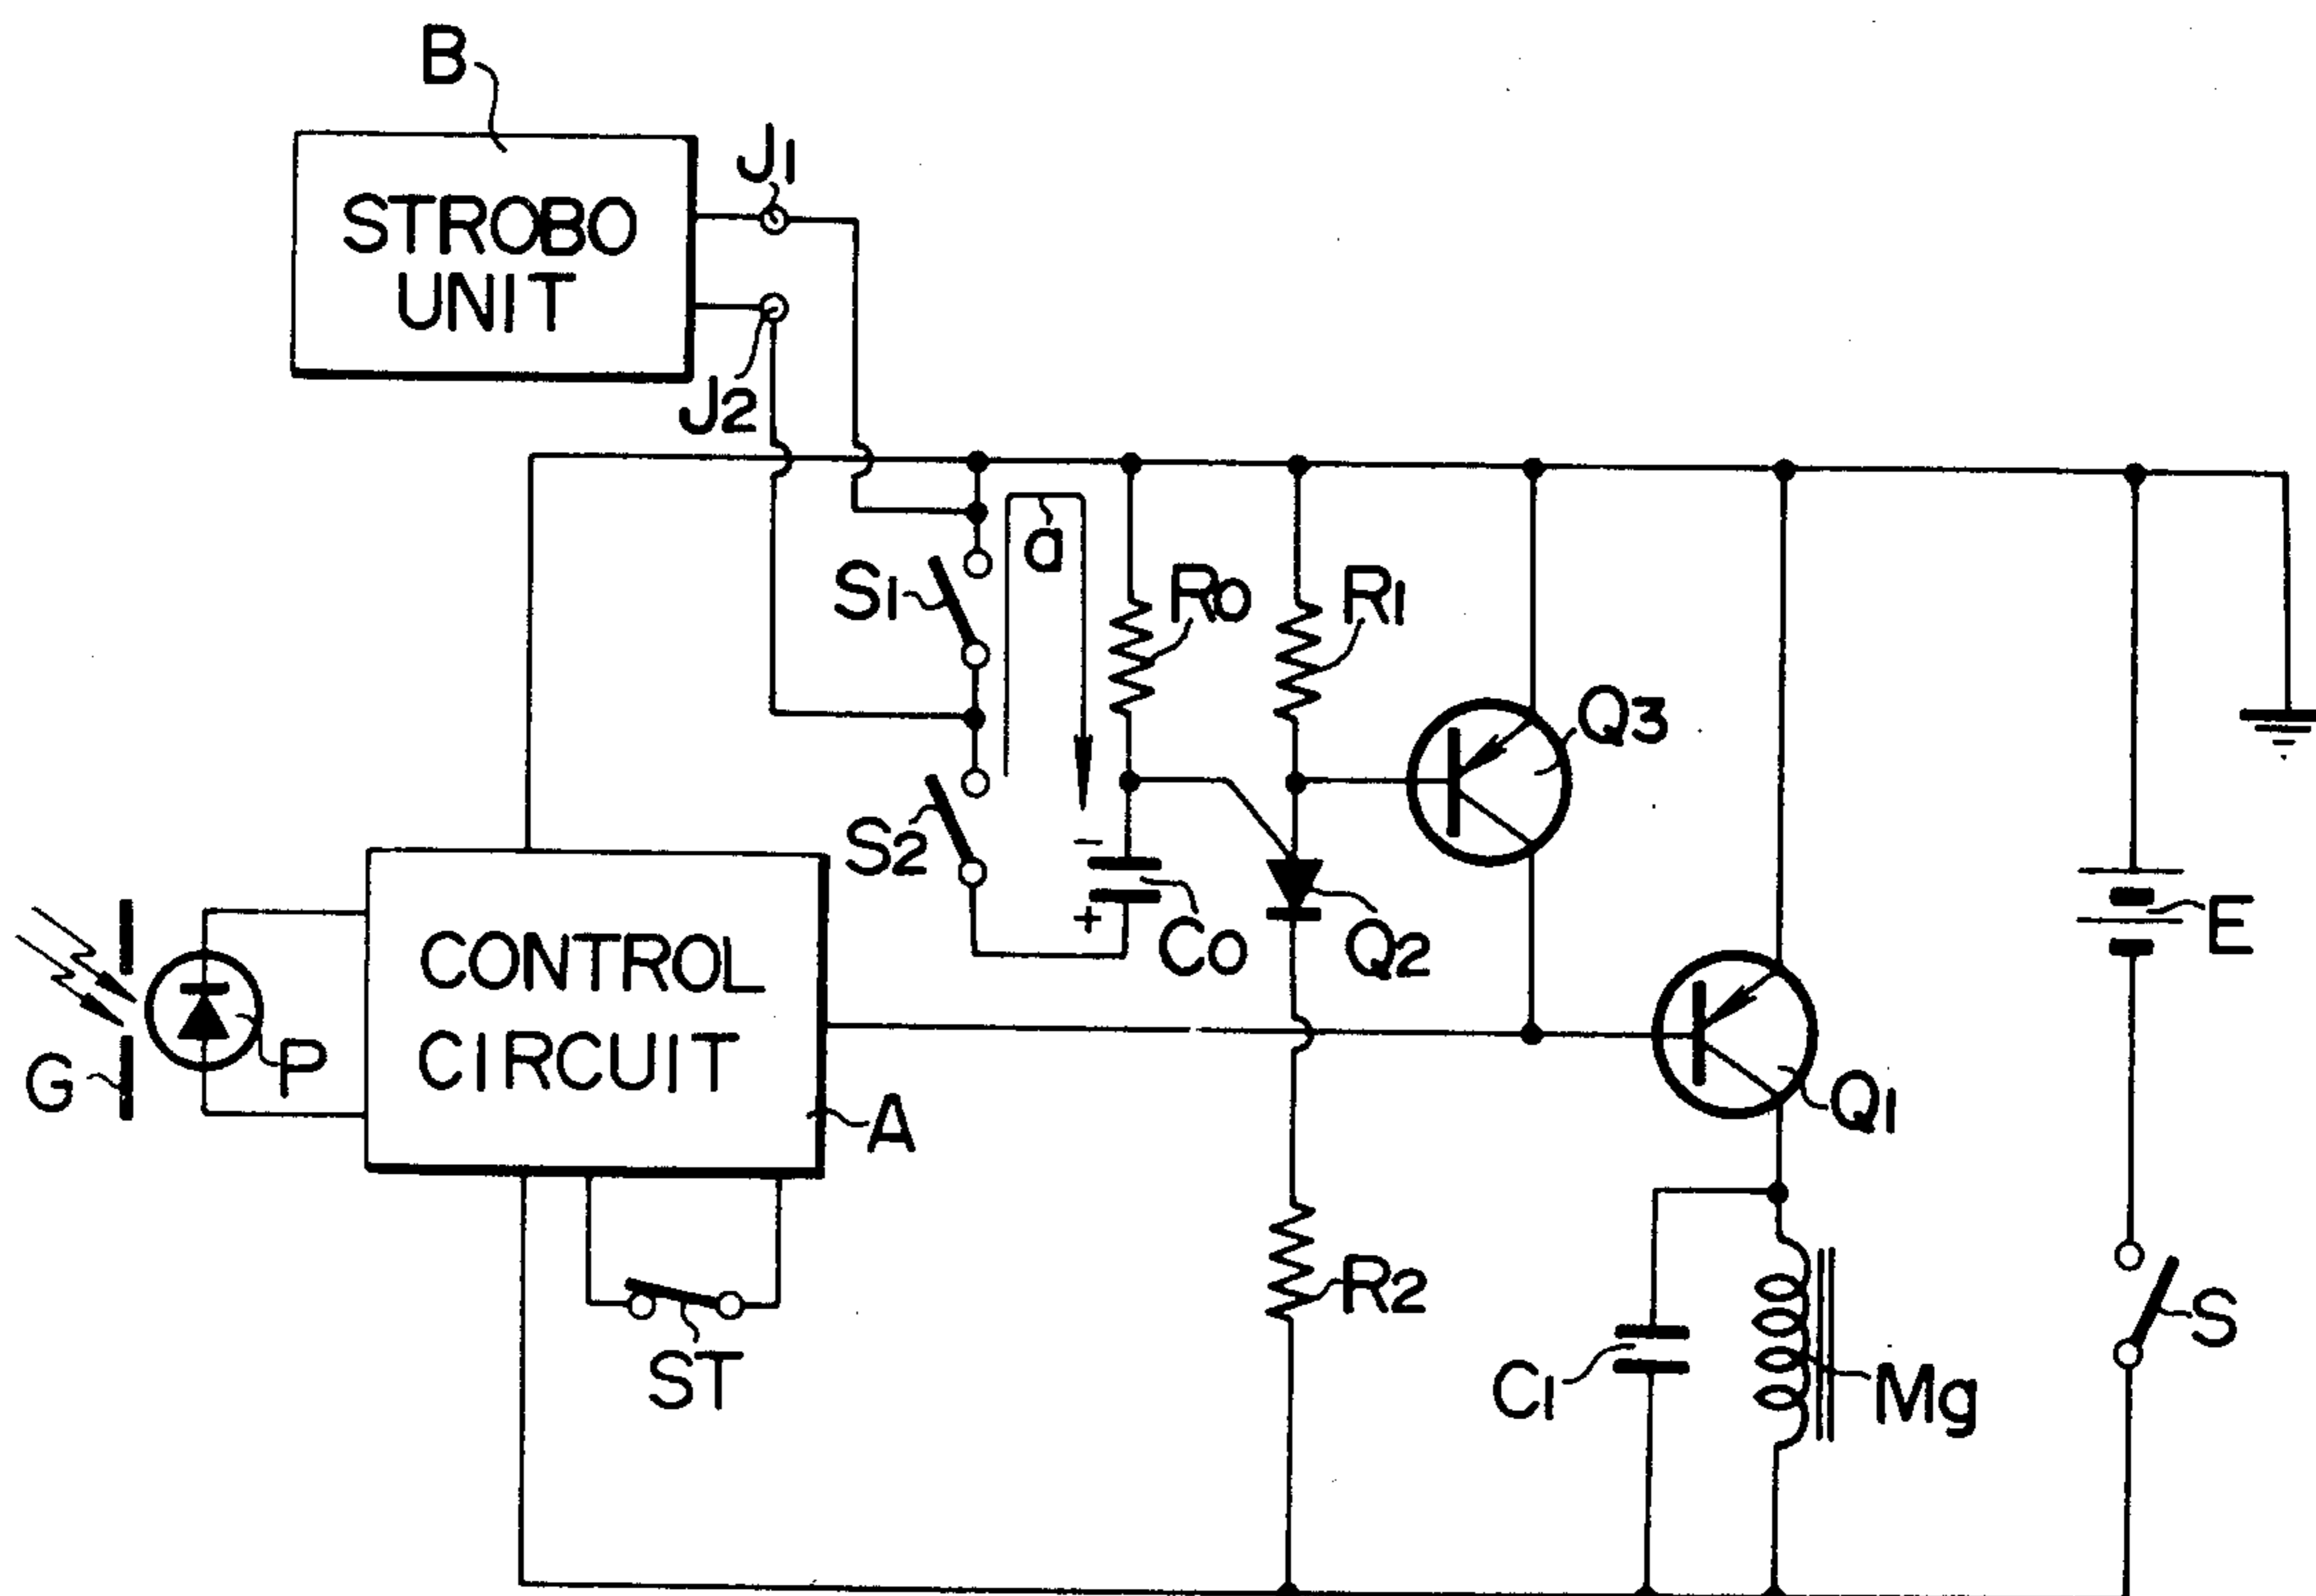 B
J1
STROBO
UNIT
J2
a
S1
R0
R1
Q3
S2
-
+
C0
Q2
E
CONTROL
CIRCUIT
G
P
A
Q1
R2
S
ST
C1
Mg